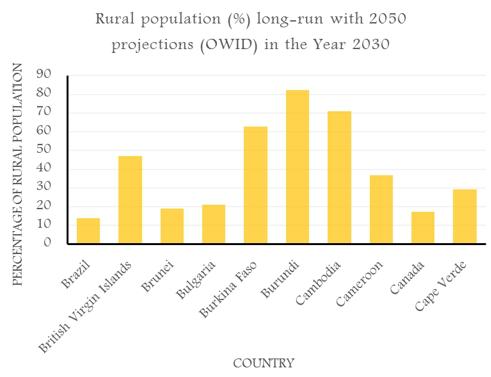 Rural population (%) long-run with 2050
projections (OWID) in the Year 2030
PERCENTAGE OF RURAL POPULATION
90
80
70
60
50
40
30
20
10
0
Brazil
British Virgin Islands
Brunei
Bulgaria
Burkina Faso
Burundi
Cambodia
Cameroon
Canada
Cape Verde
COUNTRY